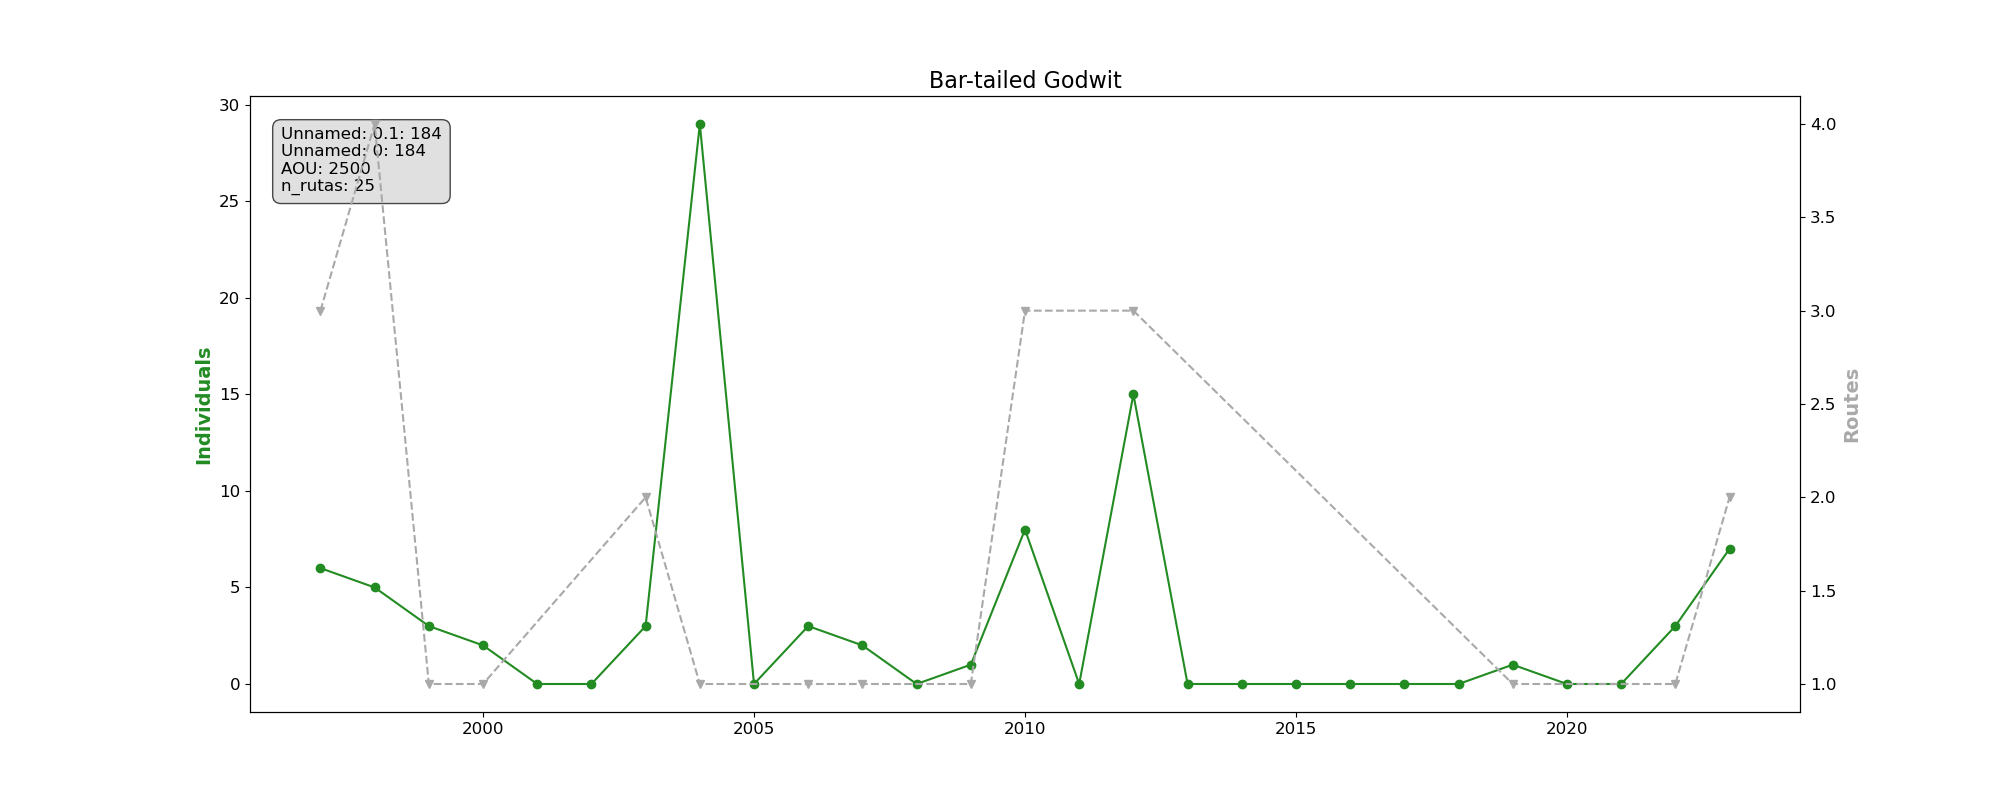 Bar-tailed Godwit
30
25
20
15
10
5
0
Individuals
Unnamed: 0.1: 184
Unnamed: 0: 184
AOU: 2500
n_rutas: 25
4.0
3.5
3.0
2.5
2.0
1.5
1.0
Routes
2000
2005
2010
2015
2020